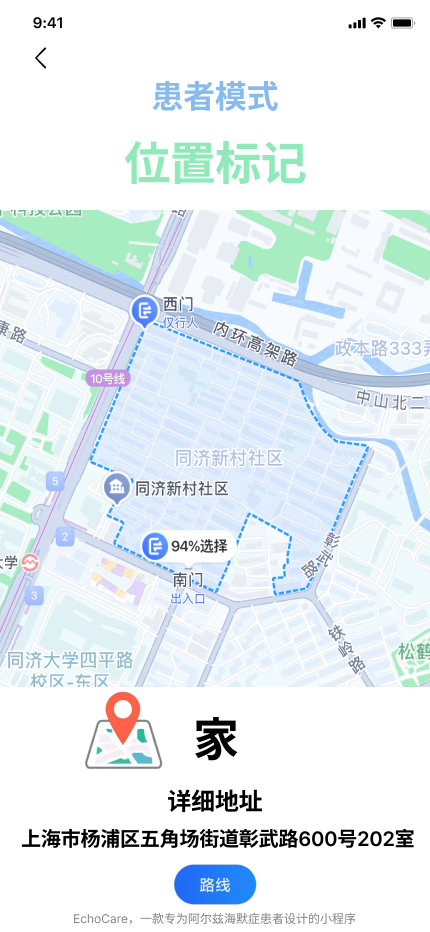 9:41
患者模式
位置标记
西门
仅行人
内环高架路
政本路333弄
康路
中山北二
10号线
同济新村社区
同济新村社区
5
94%选择
2
大学
彰武路
南门
出入口
3
铁岭路
同济大学四平路
校区-东区
松鹤
家
详细地址
上海市杨浦区五角场街道彰武路600号202室
路线
EchoCare，一款专为阿尔兹海默症患者设计的小程序